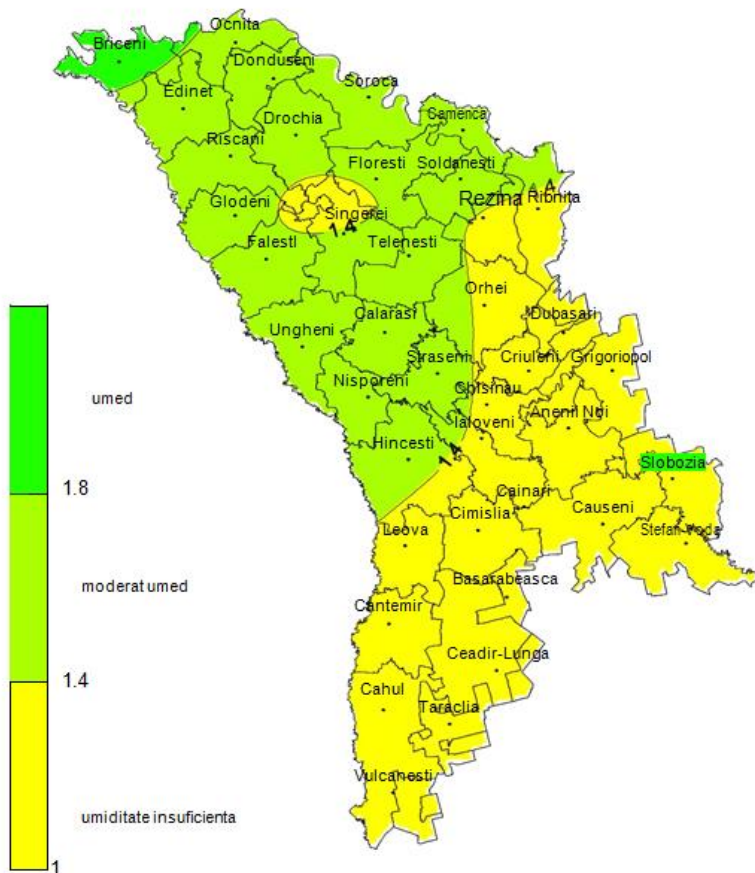 Ocnita
Briceni
Donduseni
Edinet
Soroca
Drochia
Camenca
Riscani
Floresti
Soldanesti
Rezina
Ribnita
Glodeni
Singerei
1.4
Falesti
Telenesti
Orhei
Dubasari
Calarasi
Ungheni
Straseni
Criuleni
Grigoriopol
Nisporeni
Chisinau
Anenii Noi
Ialoveni
Hincesti
1.4
Slobozia
Cainari
Causeni
Cimislia
Leova
Stefan Voda
Basarabeasca
Cantemir
Ceadir-Lunga
Cahul
Taraclia
Vulcanesti
umed
1.8
moderat umed
1.4
umiditate insuficienta
1